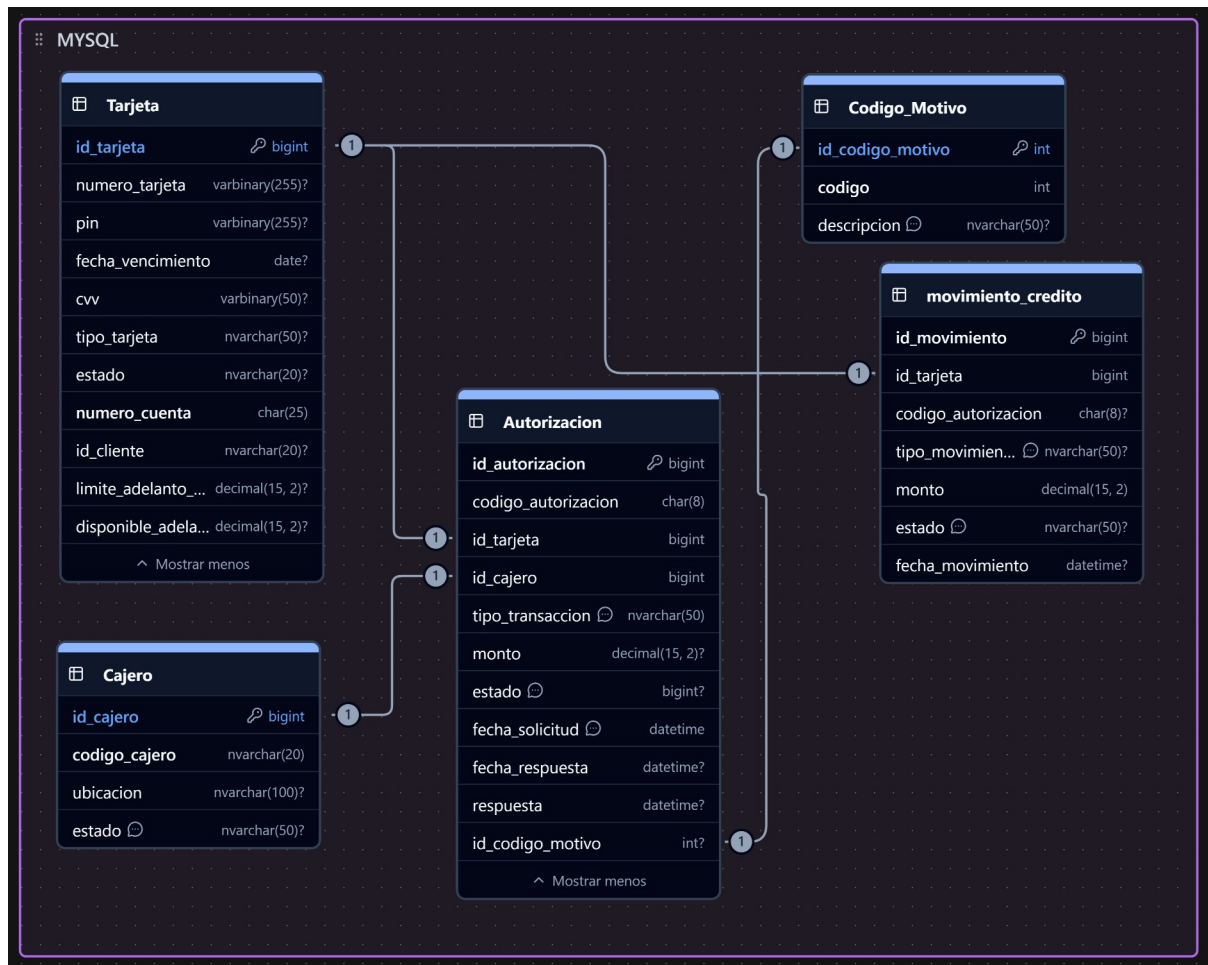 MYSQL
Tarjeta
id_tarjeta bigint
numero_tarjeta varbinary(255)?
pin varbinary(255)?
fecha_vencimiento date?
cvv varbinary(50)?
tipo_tarjeta nvarchar(50)?
estado nvarchar(20)?
numero_cuenta char(25)
id_cliente nvarchar(20)?
limite_adelanto_... decimal(15, 2)?
disponible_adela... decimal(15, 2)?
Mostrar menos
1
Codigo_Motivo
1
id_codigo_motivo int
codigo int
descripcion nvarchar(50)?
movimiento_credito
id_movimiento bigint
1
id_tarjeta bigint
codigo_autorizacion char(8)?
tipo_movimien... nvarchar(50)?
monto decimal(15, 2)
estado nvarchar(50)?
fecha_movimiento datetime?
Autorizacion
id_autorizacion bigint
codigo_autorizacion char(8)
1
id_tarjeta bigint
1
id_cajero bigint
tipo_transaccion nvarchar(50)
monto decimal(15, 2)?
estado bigint?
fecha_solicitud datetime
fecha_respuesta datetime?
respuesta datetime?
id_codigo_motivo int?
1
Mostrar menos
Cajero
id_cajero bigint
1
codigo_cajero nvarchar(20)
ubicacion nvarchar(100)?
estado nvarchar(50)?